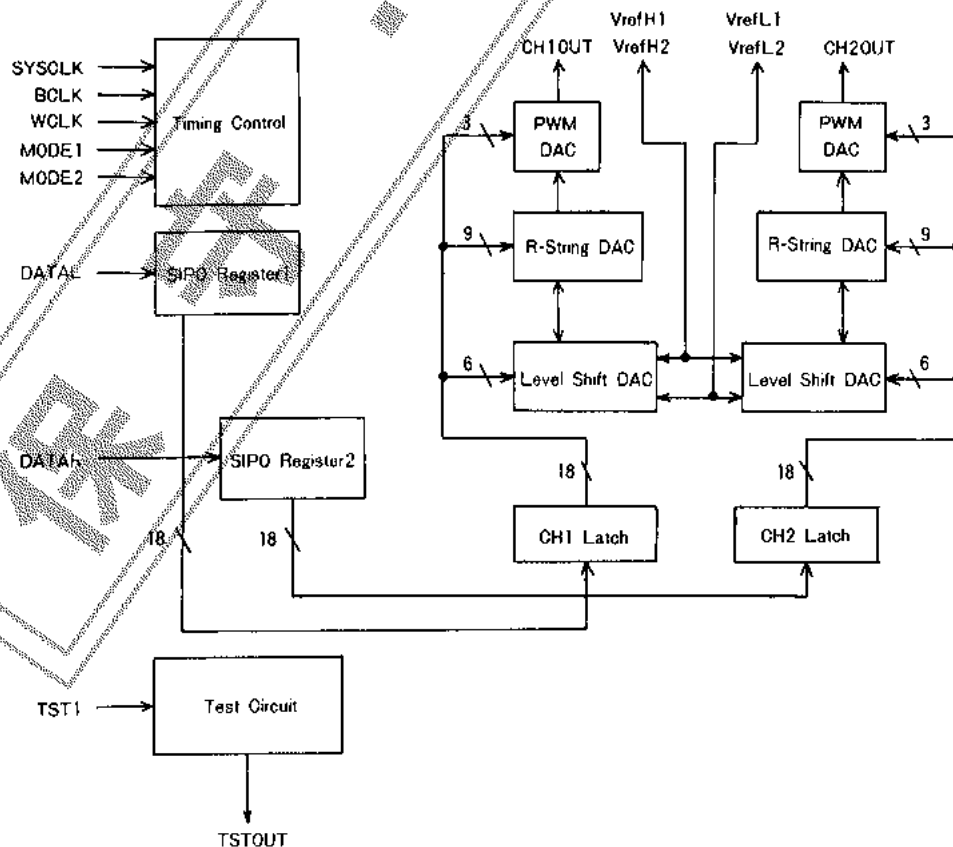 VrefH1 VrefL1
CH1OUT VrefH2 VrefL2 CH2OUT
SYSCLK
BCLK
WCLK
MODE1
MODE2
Timing Control
3
PWM
DAC
PWM
DAC
3
9
R-String DAC
R-String DAC
9
DATAL
SIPO Register1
6
Level Shift DAC
Level Shift DAC
6
DATAR
SIPO Register2
18
18
18
18
CH1 Latch
CH2 Latch
TST1
Test Circuit
TSTOUT